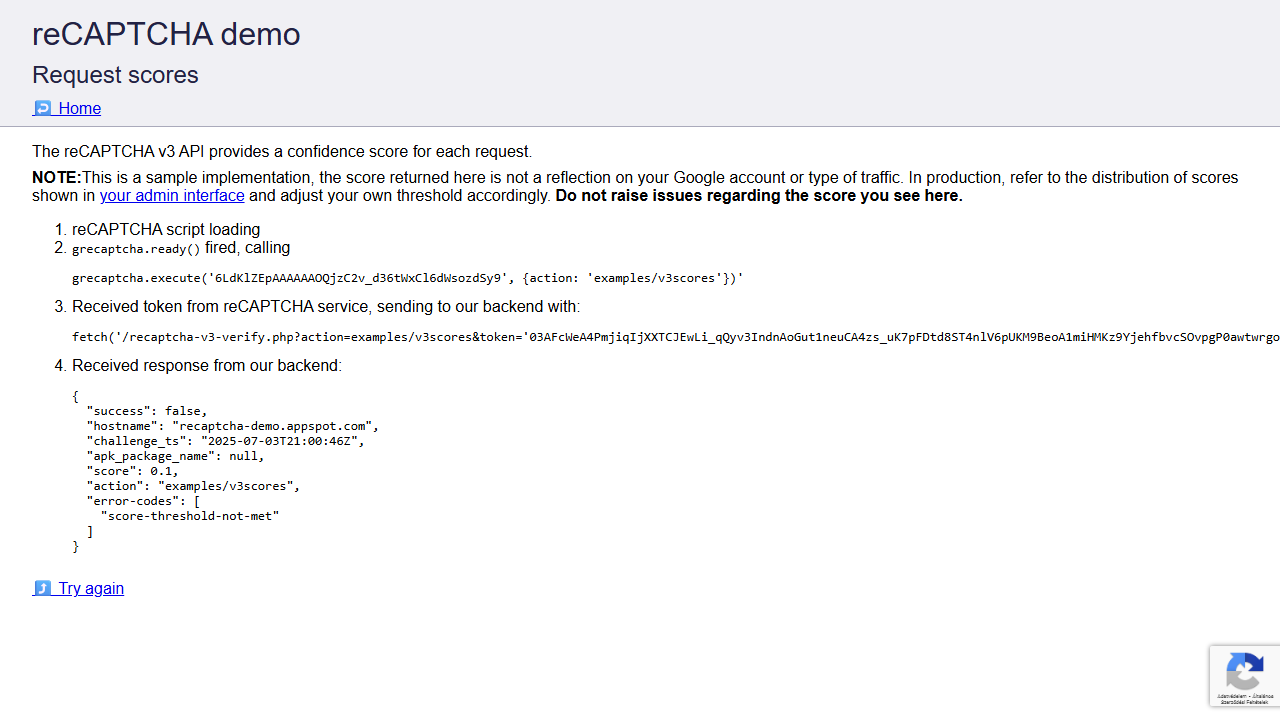 reCAPTCHA demo
Request scores
Home
The reCAPTCHA v3 API provides a confidence score for each request.
NOTE:This is a sample implementation, the score returned here is not a reflection on your Google account or type of traffic. In production, refer to the distribution of scores
shown in your admin interface and adjust your own threshold accordingly. Do not raise issues regarding the score you see here.
1. reCAPTCHA script loading
2. grecaptcha.ready() fired, calling
grecaptcha.execute('6LdKlZEpAAAAAAOQjzC2v_d36tWxCl6dWsozdSy9', {action: 'examples/v3scores'})'
3. Received token from reCAPTCHA service, sending to our backend with:
fetch('/recaptcha-v3-verify.php?action=examples/v3scores&token='03AFcWeA4PmjiqIjXXTCJEwLi_qQyv3IndnAoGut1neuCA4zs_uK7pFDtd8ST4nlV6pUKM9BeoA1miHMKz9YjehfbvcSOvpgP0awtwrgo
4. Received response from our backend:
{
  "success": false,
  "hostname": "recaptcha-demo.appspot.com",
  "challenge_ts": "2025-07-03T21:00:46Z",
  "apk_package_name": null,
  "score": 0.1,
  "action": "examples/v3scores",
  "error-codes": [
    "score-threshold-not-met"
  ]
}
Try again
Adatvédelem - Általános
Szerződési Feltételek